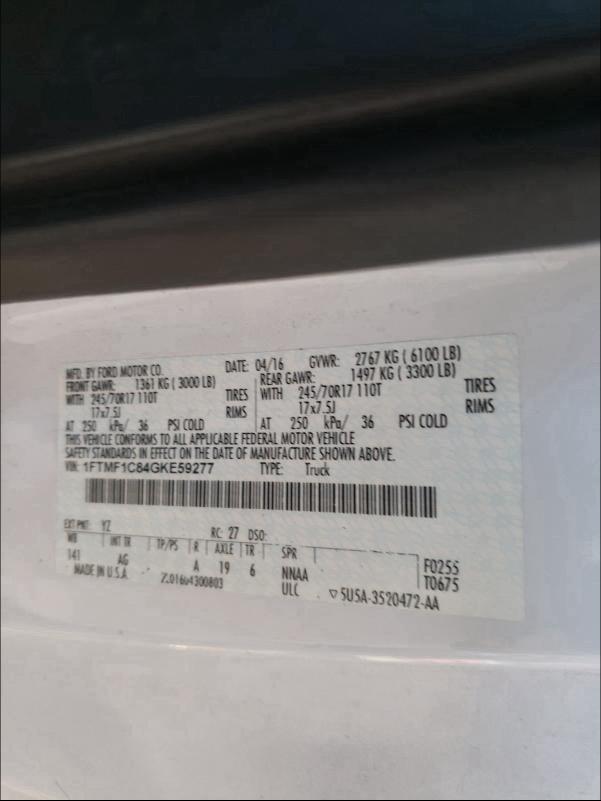 MFD. BY FORD MOTOR CO. DATE: 04/16 GVWR: 2767 KG ( 6100 LB)
FRONT GAWR: 1361 KG ( 3000 LB) REAR GAWR: 1497 KG ( 3300 LB)
WITH 245/70R17 110T TIRES WITH 245/70R17 110T TIRES
17x7.5J RIMS 17x7.5J RIMS
AT 250 kPa/ 36 PSI COLD AT 250 kPa/ 36 PSI COLD
THIS VEHICLE CONFORMS TO ALL APPLICABLE FEDERAL MOTOR VEHICLE
SAFETY STANDARDS IN EFFECT ON THE DATE OF MANUFACTURE SHOWN ABOVE.
VIN: 1FTMF1C84GKE59277 TYPE: Truck
EXT PNT: YZ RC: 27 DSO:
WB INT TR TP/PS R AXLE TR SPR
141 AG A 19 6 NNAA F0255
MADE IN U.S.A. ULC T0675
▽5U5A-3520472-AA